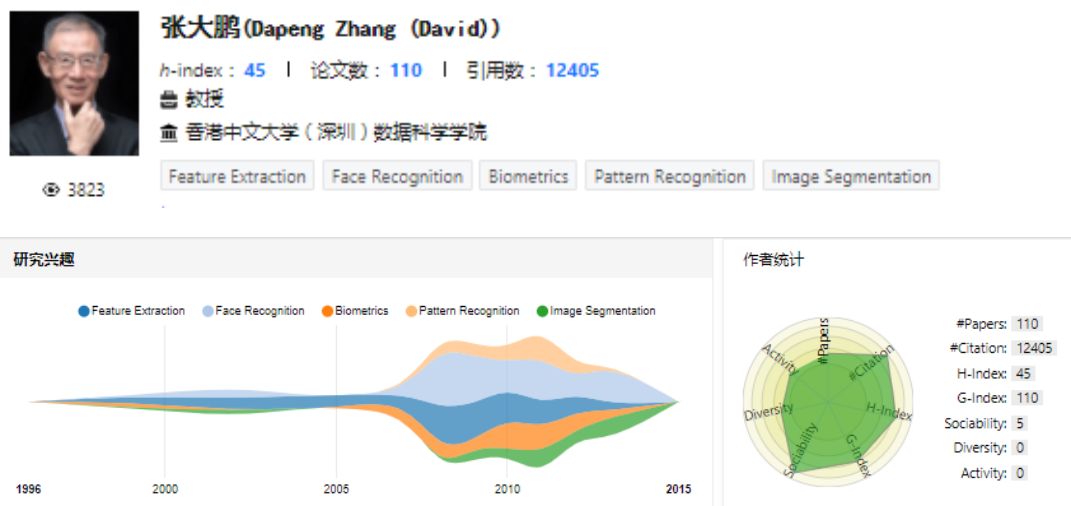 张大鹏(Dapeng Zhang (David))
h-index： 45 | 论文数： 110 | 引用数： 12405
教授
香港中文大学（深圳）数据科学学院
3823
Feature Extraction Face Recognition Biometrics Pattern Recognition Image Segmentation
研究兴趣
Feature Extraction Face Recognition Biometrics Pattern Recognition Image Segmentation
1996 2000 2005 2010 2015
作者统计
#Papers
#Citation
H-Index
G-Index
Sociability
Diversity
Activity
#Papers: 110
#Citation: 12405
H-Index: 45
G-Index: 110
Sociability: 5
Diversity: 0
Activity: 0